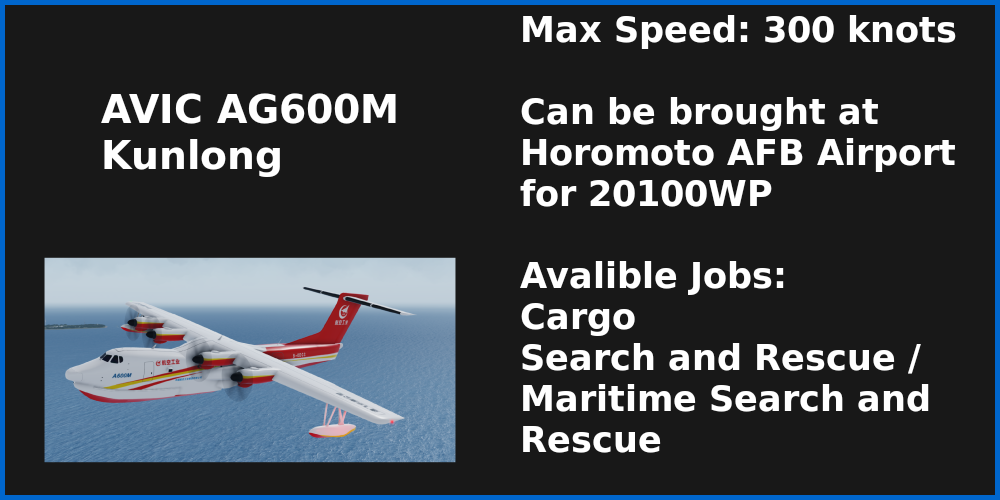 AVIC AG600M
Kunlong
Max Speed: 300 knots
Can be brought at
Horomoto AFB Airport
for 20100WP
Avalible Jobs:
Cargo
Search and Rescue /
Maritime Search and
Rescue